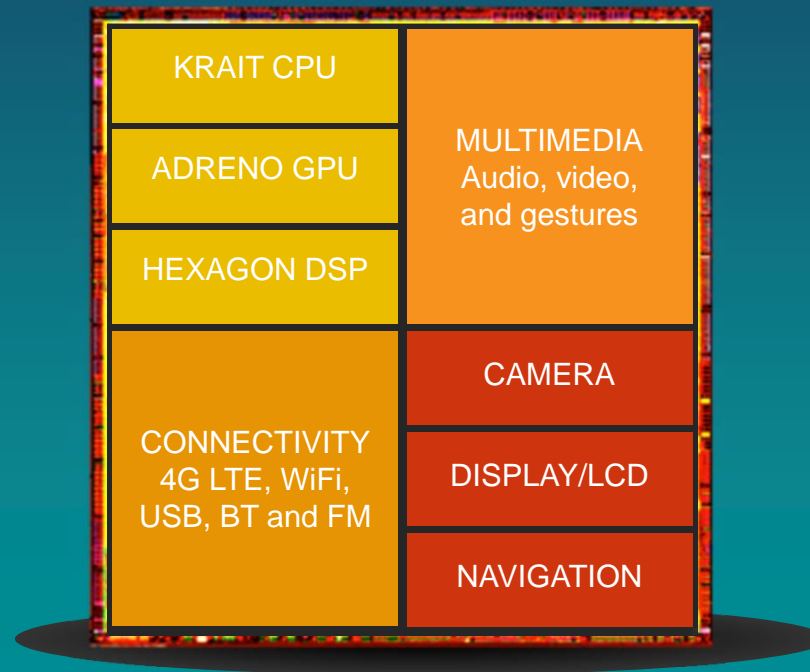 KRAIT CPU
ADRENO GPU
HEXAGON DSP
CONNECTIVITY
4G LTE, WiFi,
USB, BT and FM
MULTIMEDIA
Audio, video,
and gestures
CAMERA
DISPLAY/LCD
NAVIGATION